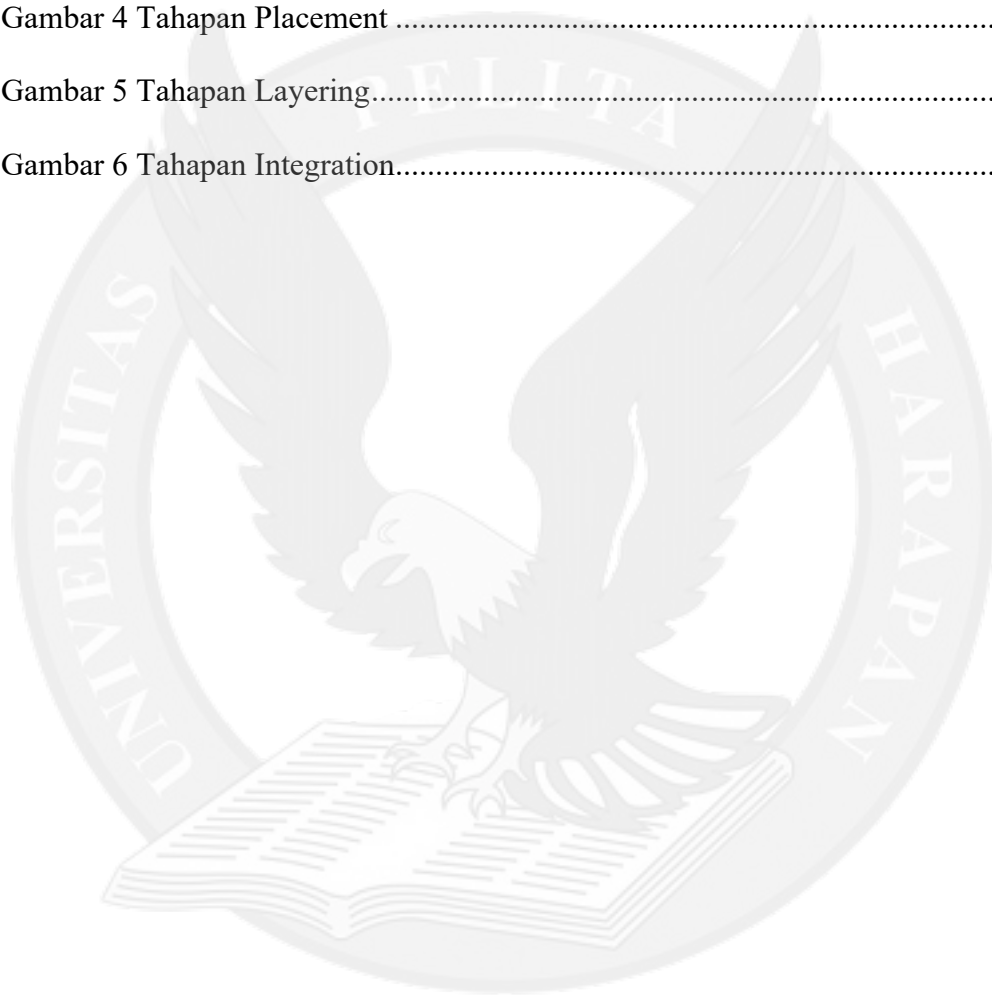 Gambar 4 Tahapan Placement ........................................................................................
Gambar 5 Tahapan Layering...........................................................................................
Gambar 6 Tahapan Integration........................................................................................
UNIVERSITAS PELITA HARAPAN